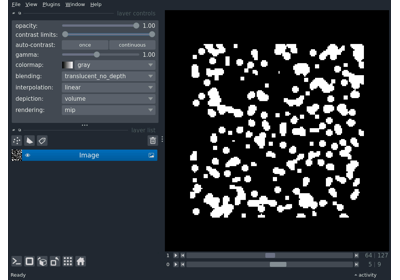 File View Plugins Window Help
layer controls
opacity: 1.00
contrast limits:
auto-contrast: once continuous
gamma: 1.00
colormap: gray
blending: translucent_no_depth
interpolation: linear
depiction: volume
rendering: mip
layer list
Image
1 64 127
0 5 9
Ready activity